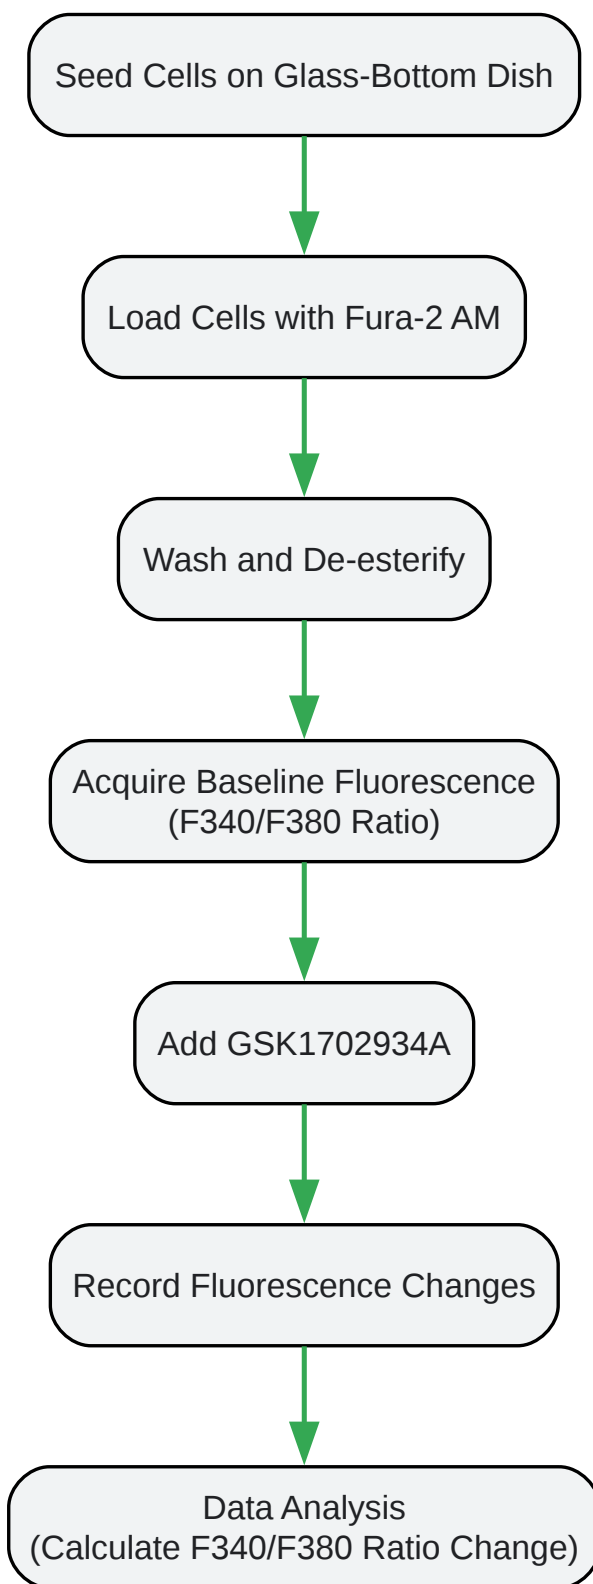 Seed Cells on Glass-Bottom Dish
Load Cells with Fura-2 AM
Wash and De-esterify
Acquire Baseline Fluorescence
(F340/F380 Ratio)
Add GSK1702934A
Record Fluorescence Changes
Data Analysis
(Calculate F340/F380 Ratio Change)